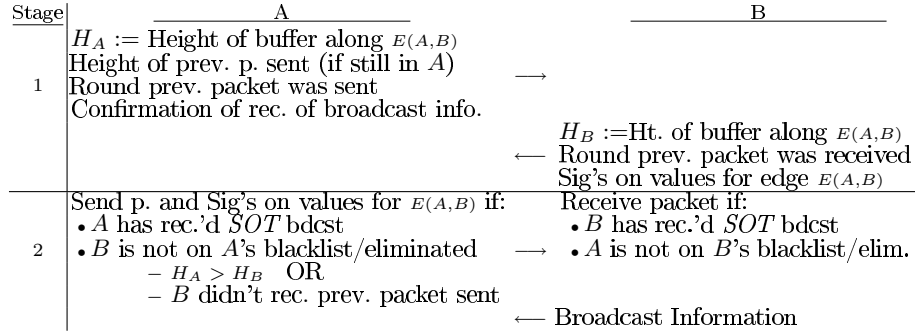 Stage A B
H_A := Height of buffer along E(A,B)
Height of prev. p. sent (if still in A)
Round prev. packet was sent
Confirmation of rec. of broadcast info.
1 ⟶
H_B :=Ht. of buffer along E(A,B)
⟵ Round prev. packet was received
Sig's on values for edge E(A,B)
Send p. and Sig's on values for E(A,B) if:
• A has rec.'d SOT bdcst
• B is not on A's blacklist/eliminated
– H_A > H_B OR
– B didn't rec. prev. packet sent
2 ⟶
Receive packet if:
• B has rec.'d SOT bdcst
• A is not on B's blacklist/elim.
⟵ Broadcast Information